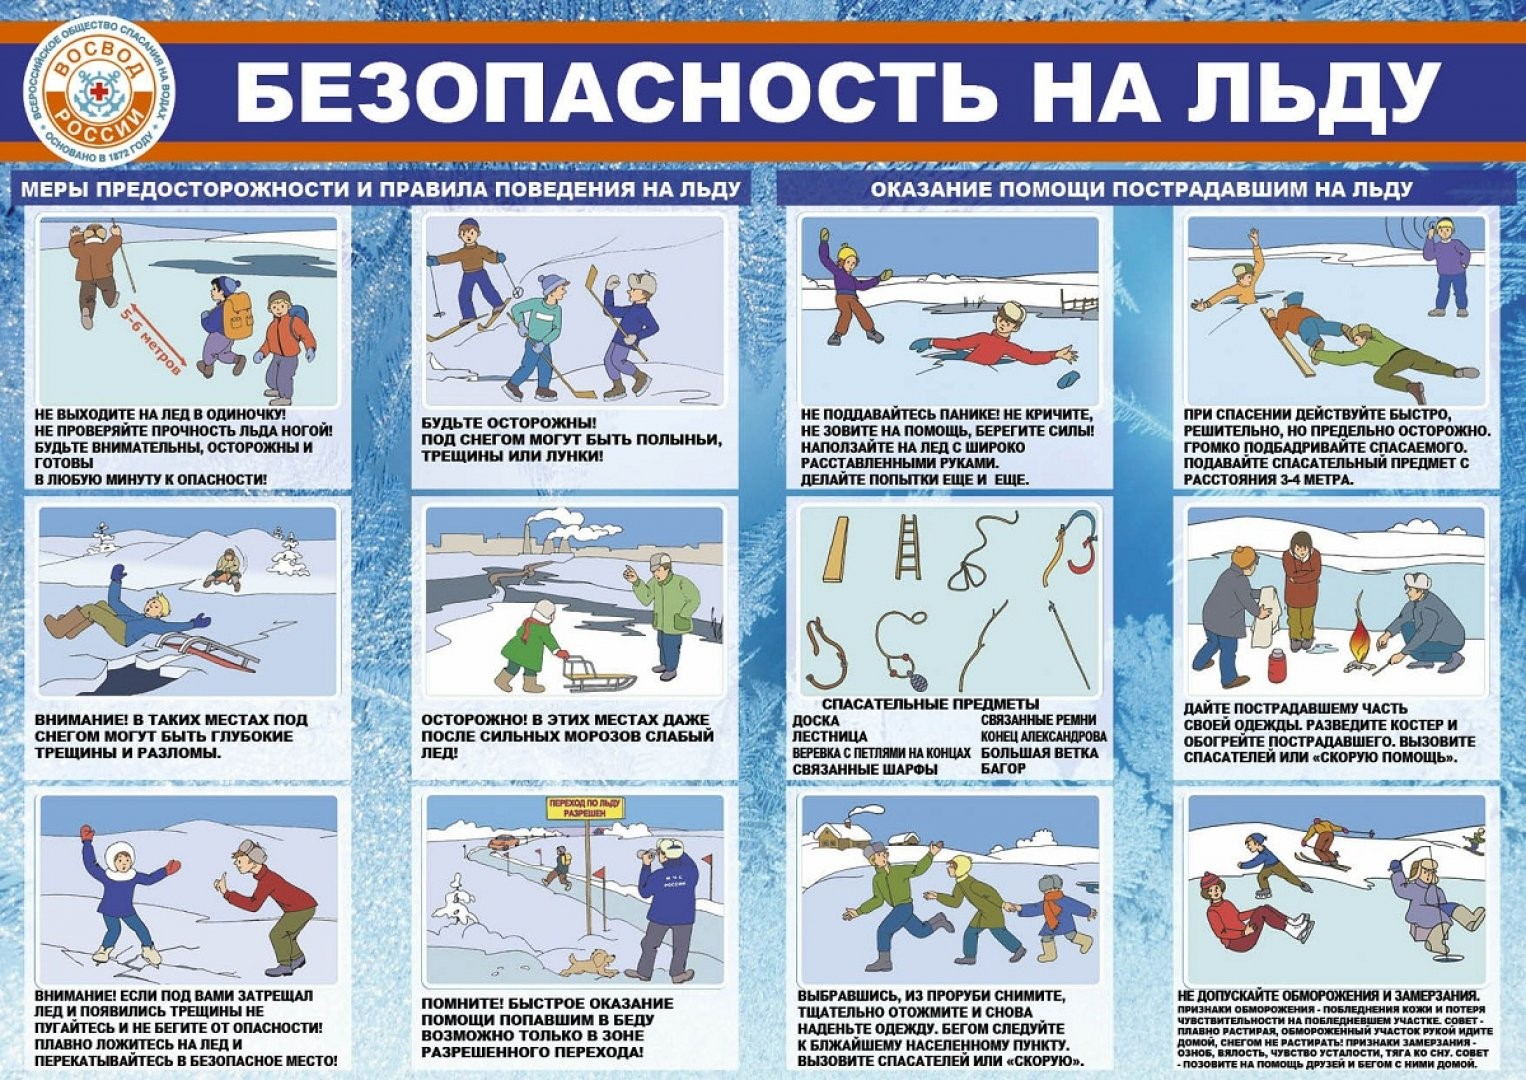 ВСЕРОССИЙСКОЕ ОБЩЕСТВО СПАСАНИЯ НА ВОДАХ
ВОСВОД
РОССИИ
ОСНОВАНО В 1872 ГОДУ
БЕЗОПАСНОСТЬ НА ЛЬДУ
МЕРЫ ПРЕДОСТОРОЖНОСТИ И ПРАВИЛА ПОВЕДЕНИЯ НА ЛЬДУ
5-6 метров
НЕ ВЫХОДИТЕ НА ЛЕД В ОДИНОЧКУ!
НЕ ПРОВЕРЯЙТЕ ПРОЧНОСТЬ ЛЬДА НОГОЙ!
БУДЬТЕ ВНИМАТЕЛЬНЫ, ОСТОРОЖНЫ И
ГОТОВЫ
В ЛЮБУЮ МИНУТУ К ОПАСНОСТИ!
БУДЬТЕ ОСТОРОЖНЫ!
ПОД СНЕГОМ МОГУТ БЫТЬ ПОЛЫНЬИ,
ТРЕЩИНЫ ИЛИ ЛУНКИ!
ВНИМАНИЕ! В ТАКИХ МЕСТАХ ПОД
СНЕГОМ МОГУТ БЫТЬ ГЛУБОКИЕ
ТРЕЩИНЫ И РАЗЛОМЫ.
ОСТОРОЖНО! В ЭТИХ МЕСТАХ ДАЖЕ
ПОСЛЕ СИЛЬНЫХ МОРОЗОВ СЛАБЫЙ
ЛЕД!
ВНИМАНИЕ! ЕСЛИ ПОД ВАМИ ЗАТРЕЩАЛ
ЛЕД И ПОЯВИЛИСЬ ТРЕЩИНЫ НЕ
ПУГАЙТЕСЬ И НЕ БЕГИТЕ ОТ ОПАСНОСТИ!
ПЛАВНО ЛОЖИТЕСЬ НА ЛЕД И
ПЕРЕКАТЫВАЙТЕСЬ В БЕЗОПАСНОЕ МЕСТО!
ПЕРЕХОД ПО ЛЬДУ
РАЗРЕШЕН
М Ч С
РОССИИ
ПОМНИТЕ! БЫСТРОЕ ОКАЗАНИЕ
ПОМОЩИ ПОПАВШИМ В БЕДУ
ВОЗМОЖНО ТОЛЬКО В ЗОНЕ
РАЗРЕШЕННОГО ПЕРЕХОДА!
ОКАЗАНИЕ ПОМОЩИ ПОСТРАДАВШИМ НА ЛЬДУ
НЕ ПОДДАВАЙТЕСЬ ПАНИКЕ! НЕ КРИЧИТЕ,
НЕ ЗОВИТЕ НА ПОМОЩЬ, БЕРЕГИТЕ СИЛЫ!
НАПОЛЗАЙТЕ НА ЛЕД С ШИРОКО
РАССТАВЛЕННЫМИ РУКАМИ.
ДЕЛАЙТЕ ПОПЫТКИ ЕЩЕ И ЕЩЕ.
ПРИ СПАСЕНИИ ДЕЙСТВУЙТЕ БЫСТРО,
РЕШИТЕЛЬНО, НО ПРЕДЕЛЬНО ОСТОРОЖНО.
ГРОМКО ПОДБАДРИВАЙТЕ СПАСАЕМОГО.
ПОДАВАЙТЕ СПАСАТЕЛЬНЫЙ ПРЕДМЕТ С
РАССТОЯНИЯ 3-4 МЕТРА.
СПАСАТЕЛЬНЫЕ ПРЕДМЕТЫ
ДОСКА
ЛЕСТНИЦА
ВЕРЕВКА С ПЕТЛЯМИ НА КОНЦАХ
СВЯЗАННЫЕ ШАРФЫ
СВЯЗАННЫЕ РЕМНИ
КОНЕЦ АЛЕКСАНДРОВА
БОЛЬШАЯ ВЕТКА
БАГОР
ДАЙТЕ ПОСТРАДАВШЕМУ ЧАСТЬ
СВОЕЙ ОДЕЖДЫ. РАЗВЕДИТЕ КОСТЕР И
ОБОГРЕЙТЕ ПОСТРАДАВШЕГО. ВЫЗОВИТЕ
СПАСАТЕЛЕЙ ИЛИ «СКОРУЮ ПОМОЩЬ».
ВЫБРАВШИСЬ, ИЗ ПРОРУБИ СНИМИТЕ,
ТЩАТЕЛЬНО ОТОЖМИТЕ И СНОВА
НАДЕНЬТЕ ОДЕЖДУ. БЕГОМ СЛЕДУЙТЕ
К БЛЖАЙШЕМУ НАСЕЛЕННОМУ ПУНКТУ.
ВЫЗОВИТЕ СПАСАТЕЛЕЙ ИЛИ «СКОРУЮ».
НЕ ДОПУСКАЙТЕ ОБМОРОЖЕНИЯ И ЗАМЕРЗАНИЯ.
ПРИЗНАКИ ОБМОРОЖЕНИЯ - ПОБЛЕДНЕНИЯ КОЖИ И ПОТЕРЯ
ЧУВСТВИТЕЛЬНОСТИ НА ПОБЛЕДНЕВШЕМ УЧАСТКЕ. СОВЕТ -
ПЛАВНО РАСТИРАЯ, ОБМОРОЖЕННЫЙ УЧАСТОК РУКОЙ ИДИТЕ
ДОМОЙ, СНЕГОМ НЕ РАСТИРАТЬ! ПРИЗНАКИ ЗАМЕРЗАНИЯ -
ОЗНОБ, ВЯЛОСТЬ, ЧУВСТВО УСТАЛОСТИ, ТЯГА КО СНУ. СОВЕТ
- ПОЗОВИТЕ НА ПОМОЩЬ ДРУЗЕЙ И БЕГОМ С НИМИ ДОМОЙ.